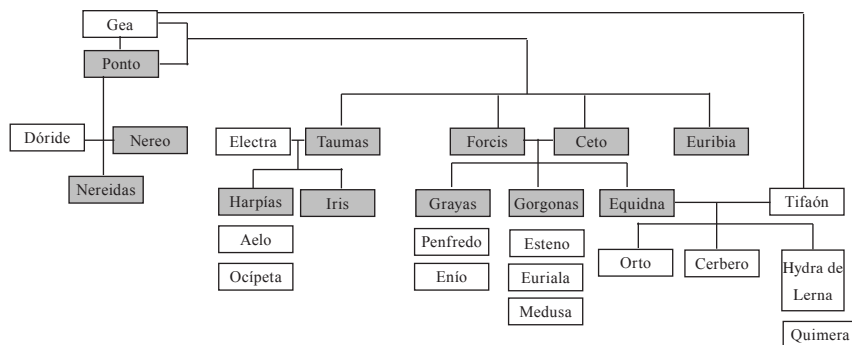 Gea
Ponto
Dóride
Nereo
Electra
Taumas
Forcis
Ceto
Euribia
Nereidas
Harpías
Iris
Grayas
Gorgonas
Equidna
Tifaón
Aelo
Penfredo
Esteno
Orto
Cerbero
Hydra de
Lerna
Ocípeta
Enío
Euriala
Medusa
Quimera